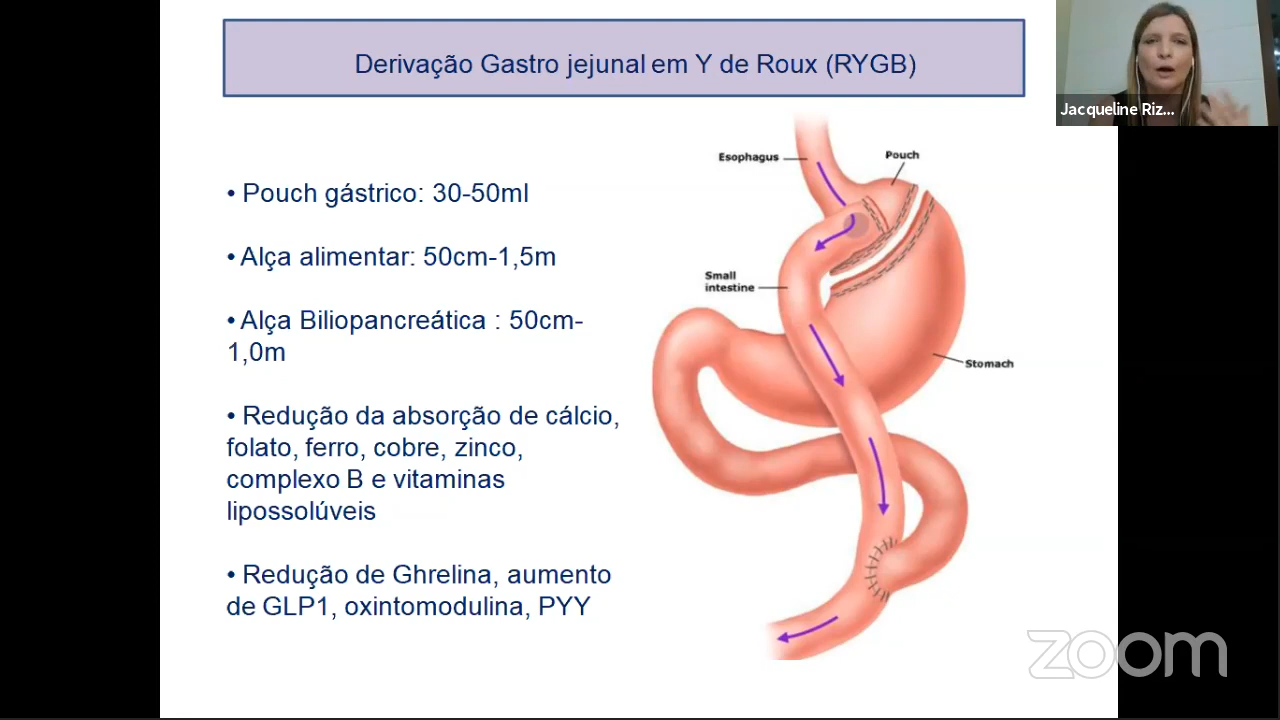 Derivação Gastro jejunal em Y de Roux (RYGB)
Jacqueline Riz...
• Pouch gástrico: 30-50ml
• Alça alimentar: 50cm-1,5m
• Alça Biliopancreática : 50cm-
1,0m
• Redução da absorção de cálcio,
folato, ferro, cobre, zinco,
complexo B e vitaminas
lipossolúveis
• Redução de Ghrelina, aumento
de GLP1, oxintomodulina, PYY
Esophagus
Pouch
Small
intestine
Stomach
zoom